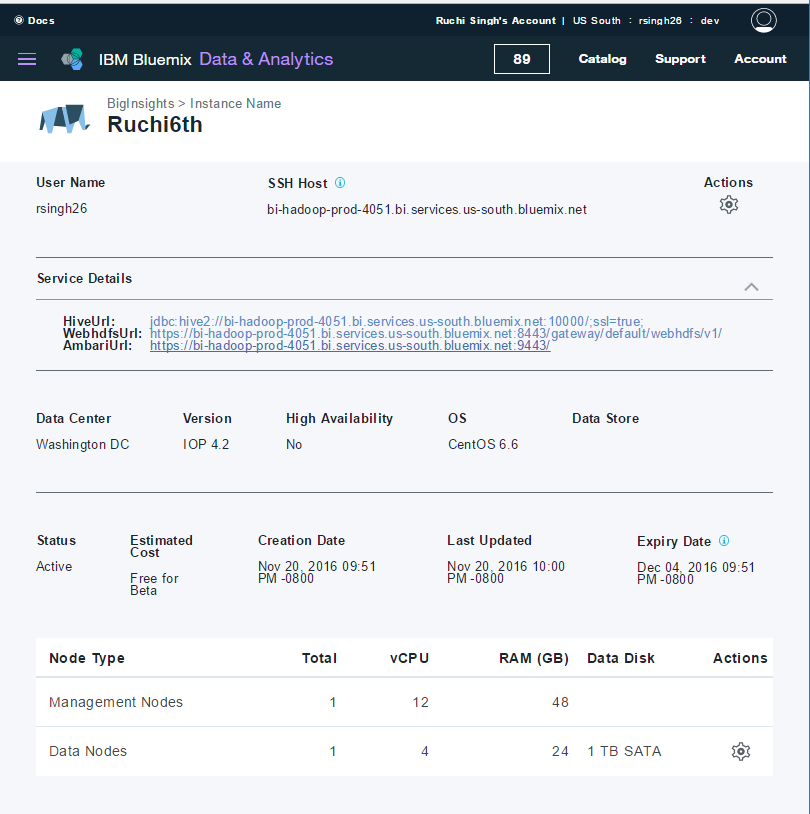 Docs
Ruchi Singh's Account | US South : rsingh26 : dev
IBM Bluemix Data & Analytics
89 Catalog Support Account
BigInsights > Instance Name
Ruchi6th
User Name SSH Host Actions
rsingh26 bi-hadoop-prod-4051.bi.services.us-south.bluemix.net
Service Details
HiveUrl: jdbc:hive2://bi-hadoop-prod-4051.bi.services.us-south.bluemix.net:10000/;ssl=true;
WebhdfsUrl: https://bi-hadoop-prod-4051.bi.services.us-south.bluemix.net:8443/gateway/default/webhdfs/v1/
AmbariUrl: https://bi-hadoop-prod-4051.bi.services.us-south.bluemix.net:9443/
Data Center Version High Availability OS Data Store
Washington DC IOP 4.2 No CentOS 6.6
Status
Active
Estimated
Cost
Free for
Beta
Creation Date
Nov 20, 2016 09:51
PM -0800
Last Updated
Nov 20, 2016 10:00
PM -0800
Expiry Date
Dec 04, 2016 09:51
PM -0800
Node Type Total vCPU RAM (GB) Data Disk Actions
Management Nodes 1 12 48
Data Nodes 1 4 24 1 TB SATA